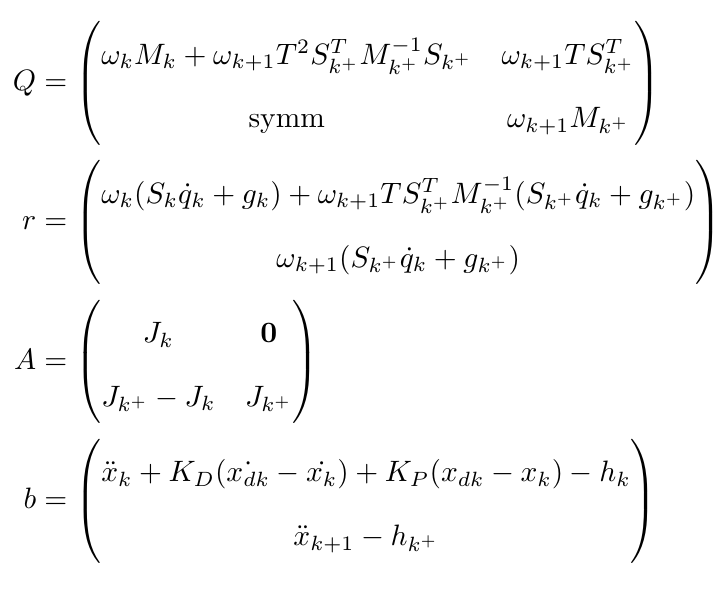 Q = \begin{pmatrix} \omega_k M_k + \omega_{k+1} T^2 S_{k^+}^T M_{k^+}^{-1} S_{k^+} & \omega_{k+1} T S_{k^+}^T \\ \text{symm} & \omega_{k+1} M_{k^+} \end{pmatrix}
r = \begin{pmatrix} \omega_k (S_k \dot{q}_k + g_k) + \omega_{k+1} T S_{k^+}^T M_{k^+}^{-1} (S_{k^+} \dot{q}_k + g_{k^+}) \\ \omega_{k+1} (S_{k^+} \dot{q}_k + g_{k^+}) \end{pmatrix}
A = \begin{pmatrix} J_k & \mathbf{0} \\ J_{k^+} - J_k & J_{k^+} \end{pmatrix}
b = \begin{pmatrix} \ddot{x}_k + K_D (\dot{x_{dk}} - \dot{x_k}) + K_P (x_{dk} - x_k) - h_k \\ \ddot{x}_{k+1} - h_{k^+} \end{pmatrix}